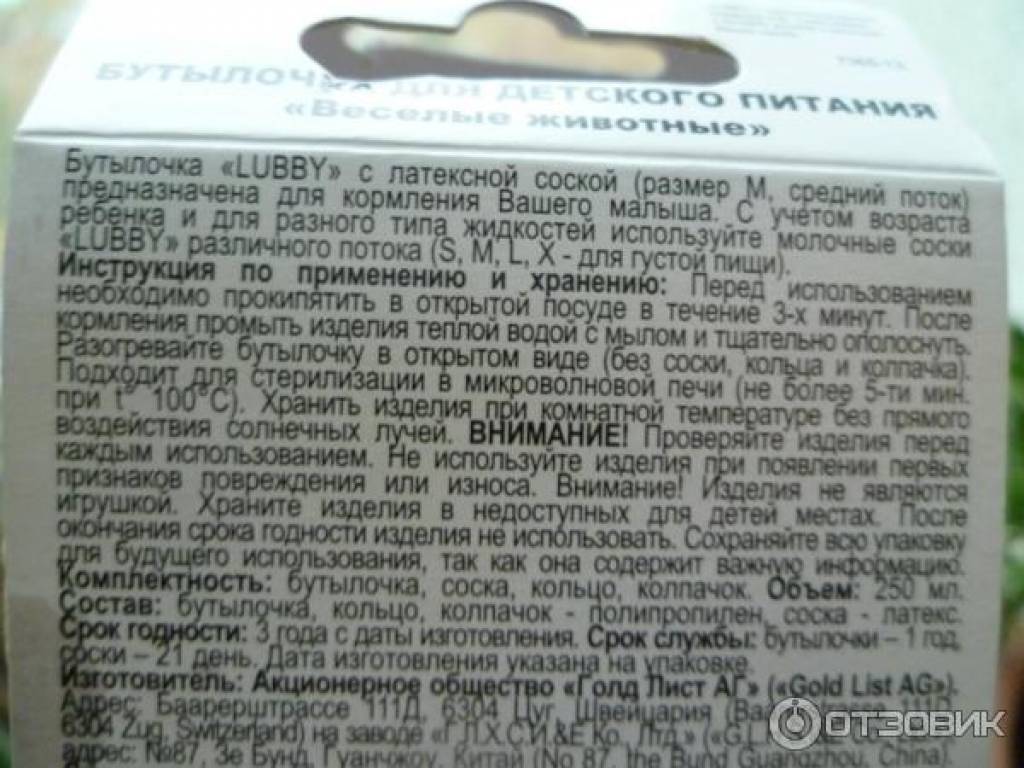 БУТЫЛОЧКА ДЛЯ ДЕТСКОГО ПИТАНИЯ
«Веселые животные»
Бутылочка «LUBBY» с латексной соской (размер М, средний поток)
предназначена для кормления Вашего малыша. С учётом возраста
ребёнка и для разного типа жидкостей используйте молочные соски
«LUBBY» различного потока (S, M, L, X - для густой пищи).
Инструкция по применению и хранению: Перед использованием
необходимо прокипятить в открытой посуде в течение 3-х минут. После
кормления промыть изделия теплой водой с мылом и тщательно ополоснуть.
Разогревайте бутылочку в открытом виде (без соски, кольца и колпачка).
Подходит для стерилизации в микроволновой печи (не более 5-ти мин.
при t° 100°C). Хранить изделия при комнатной температуре без прямого
воздействия солнечных лучей. ВНИМАНИЕ! Проверяйте изделия перед
каждым использованием. Не используйте изделия при появлении первых
признаков повреждения или износа. Внимание! Изделия не являются
игрушкой. Храните изделия в недоступных для детей местах. После
окончания срока годности изделия не использовать. Сохраняйте всю упаковку
для будущего использования, так как она содержит важную информацию.
Комплектность: бутылочка, соска, кольцо, колпачок. Объем: 250 мл.
Состав: бутылочка, кольцо, колпачок - полипропилен, соска - латекс.
Срок годности: 3 года с даты изготовления. Срок службы: бутылочки – 1 год,
соски – 21 день. Дата изготовления указана на упаковке.
Изготовитель: Акционерное общество «Голд Лист АГ» («Gold List AG»).
Адрес: Баарерштрассе 111Д, 6304 Цуг, Швейцария
6304 Zug, Switzerland) на заводе «Г.Л.Х.С.И.&Е Ко. Лтд.»
адрес: №87, Зе Бунд, Гуанчжоу, Китай (No 87, the Bund Guangzhou, China).
ОТЗОВИК